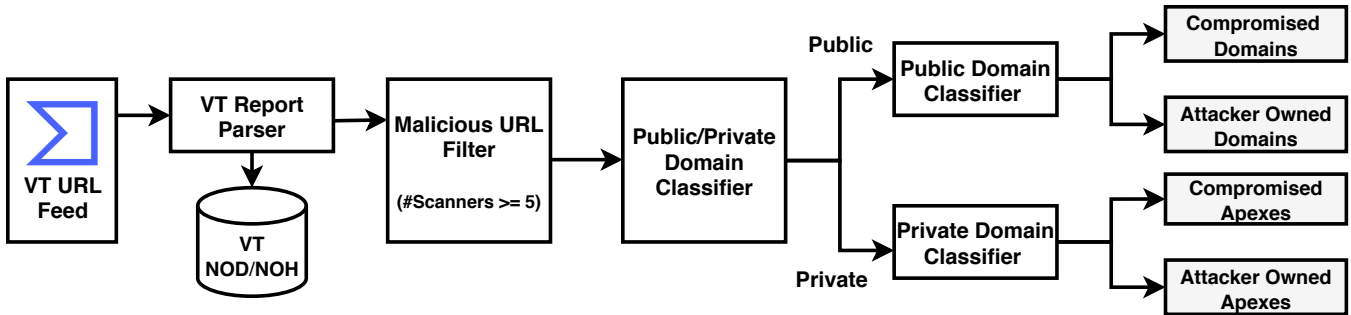 VT URL
Feed
VT Report
Parser
VT
NOD/NOH
Malicious URL
Filter
(#Scanners >= 5)
Public/Private
Domain
Classifier
Public
Private
Public Domain
Classifier
Private Domain
Classifier
Compromised
Domains
Attacker Owned
Domains
Compromised
Apexes
Attacker Owned
Apexes